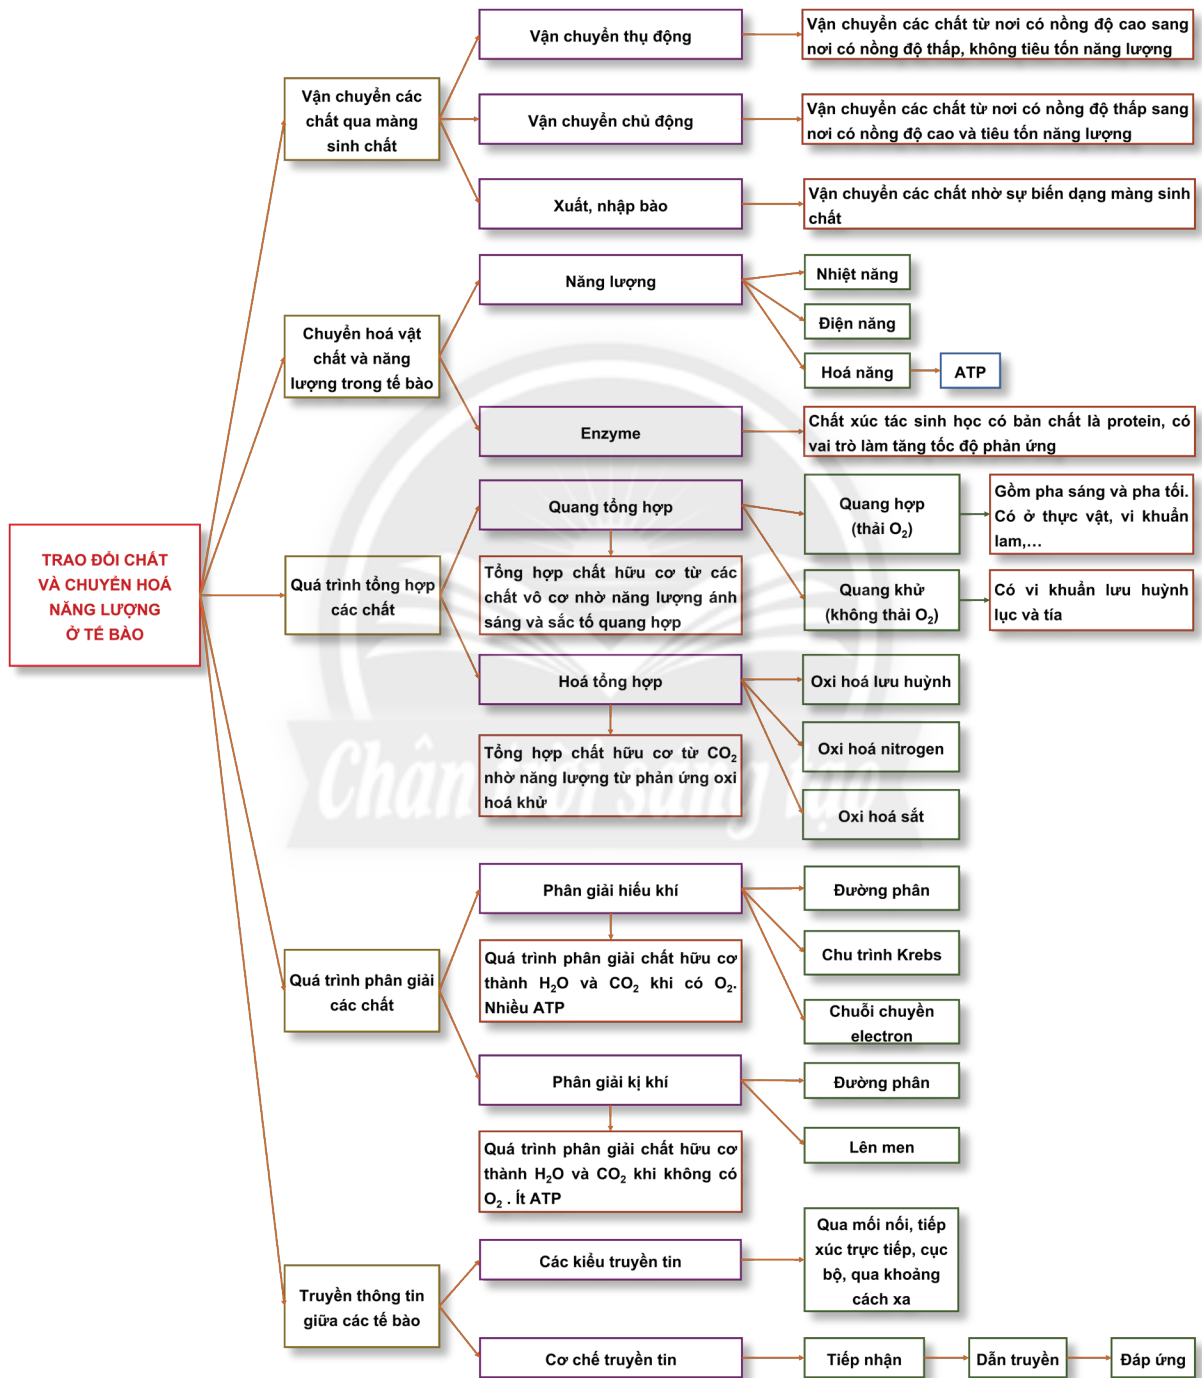 Vận chuyển thụ động
Vận chuyển các chất từ nơi có nồng độ cao sang
nơi có nồng độ thấp, không tiêu tốn năng lượng
Vận chuyển các
chất qua màng
sinh chất
Vận chuyển chủ động
Vận chuyển các chất từ nơi có nồng độ thấp sang
nơi có nồng độ cao và tiêu tốn năng lượng
Xuất, nhập bào
Vận chuyển các chất nhờ sự biến dạng màng sinh
chất
Năng lượng
Nhiệt năng
Điện năng
Hoá năng
ATP
Chuyển hoá vật
chất và năng
lượng trong tế bào
Enzyme
Chất xúc tác sinh học có bản chất là protein, có
vai trò làm tăng tốc độ phản ứng
TRAO ĐỔI CHẤT
VÀ CHUYỂN HOÁ
NĂNG LƯỢNG
Ở TẾ BÀO
Quá trình tổng hợp
các chất
Quang tổng hợp
Tổng hợp chất hữu cơ từ các
chất vô cơ nhờ năng lượng ánh
sáng và sắc tố quang hợp
Quang hợp
(thải O₂)
Gồm pha sáng và pha tối.
Có ở thực vật, vi khuẩn
lam,...
Quang khử
(không thải O₂)
Có vi khuẩn lưu huỳnh
lục và tía
Hoá tổng hợp
Tổng hợp chất hữu cơ từ CO₂
nhờ năng lượng từ phản ứng oxi
hoá khử
Oxi hoá lưu huỳnh
Oxi hoá nitrogen
Oxi hoá sắt
Chân trời sáng tạo
Quá trình phân giải
các chất
Phân giải hiếu khí
Quá trình phân giải chất hữu cơ
thành H₂O và CO₂ khi có O₂.
Nhiều ATP
Đường phân
Chu trình Krebs
Chuỗi chuyền
electron
Phân giải kị khí
Quá trình phân giải chất hữu cơ
thành H₂O và CO₂ khi không có
O₂ . Ít ATP
Đường phân
Lên men
Truyền thông tin
giữa các tế bào
Các kiểu truyền tin
Qua mối nối, tiếp
xúc trực tiếp, cục
bộ, qua khoảng
cách xa
Cơ chế truyền tin
Tiếp nhận
Dẫn truyền
Đáp ứng